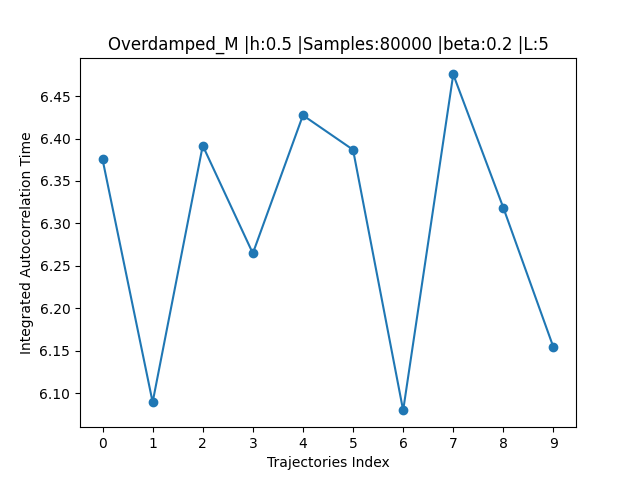 Overdamped_M |h:0.5 |Samples:80000 |beta:0.2 |L:5
Integrated Autocorrelation Time
6.45
6.40
6.35
6.30
6.25
6.20
6.15
6.10
0 1 2 3 4 5 6 7 8 9
Trajectories Index